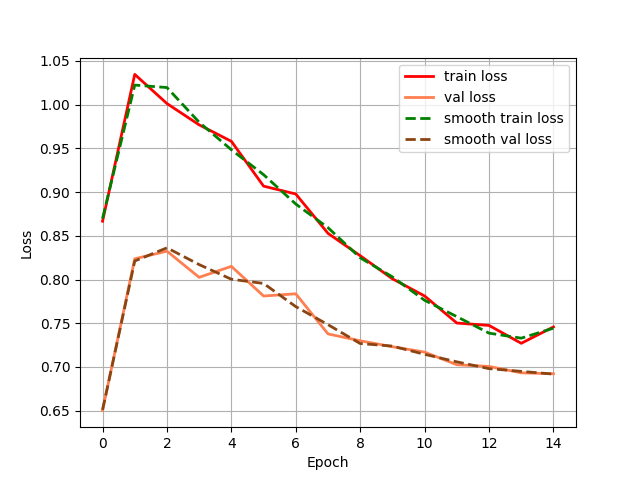 1.05
1.00
0.95
0.90
0.85
0.80
0.75
0.70
0.65
Loss
train loss
val loss
smooth train loss
smooth val loss
0 2 4 6 8 10 12 14
Epoch